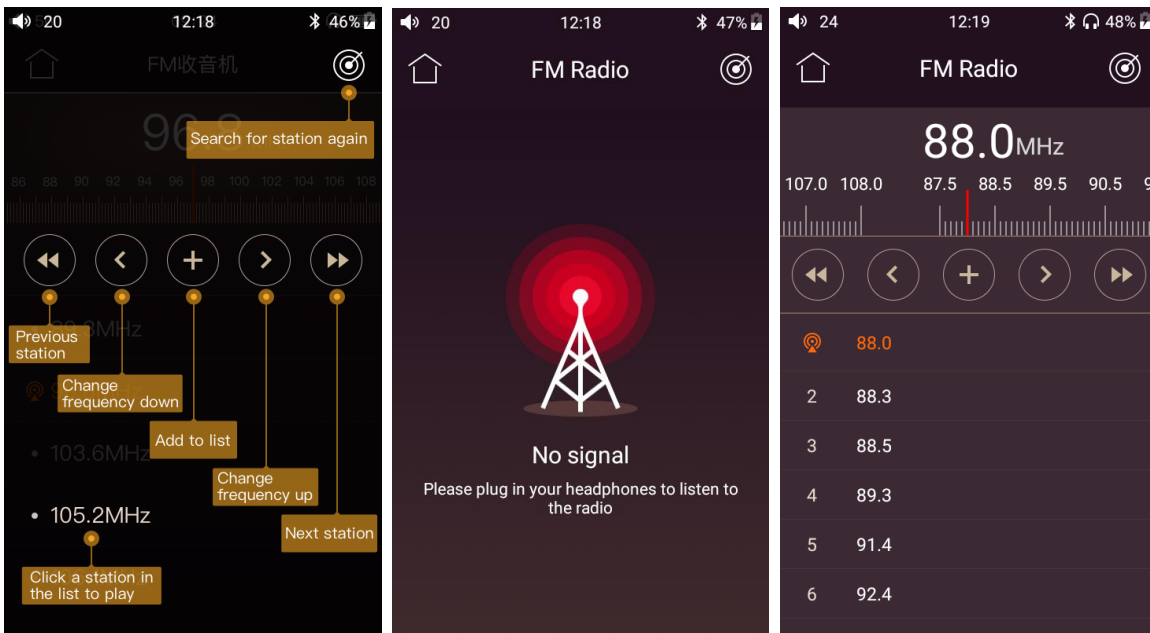 20 12:18 46%
FM收音机
Search for station again
86 88 90 92 94 96 98 100 102 104 106 108
Previous
station
Change
frequency down
Add to list
103.6MHz
Change
frequency up
105.2MHz
Next station
Click a station in
the list to play
20 12:18 47%
FM Radio
No signal
Please plug in your headphones to listen to
the radio
24 12:19 48%
FM Radio
88.0MHz
107.0 108.0 87.5 88.5 89.5 90.5
88.0
2 88.3
3 88.5
4 89.3
5 91.4
6 92.4